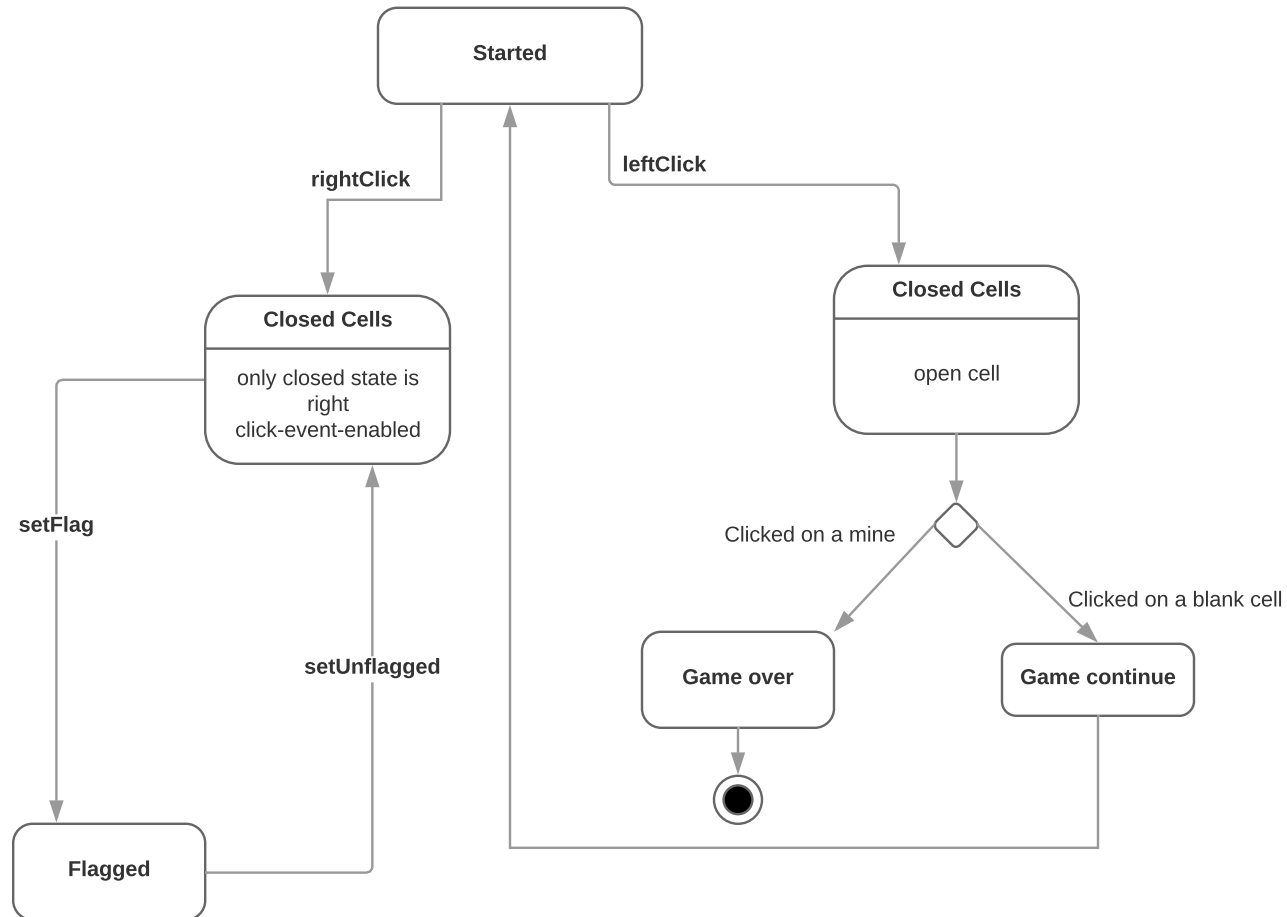 Started
rightClick
leftClick
Closed Cells
only closed state is
right
click-event-enabled
Closed Cells
open cell
setFlag
Clicked on a mine
Clicked on a blank cell
setUnflagged
Game over
Game continue
Flagged